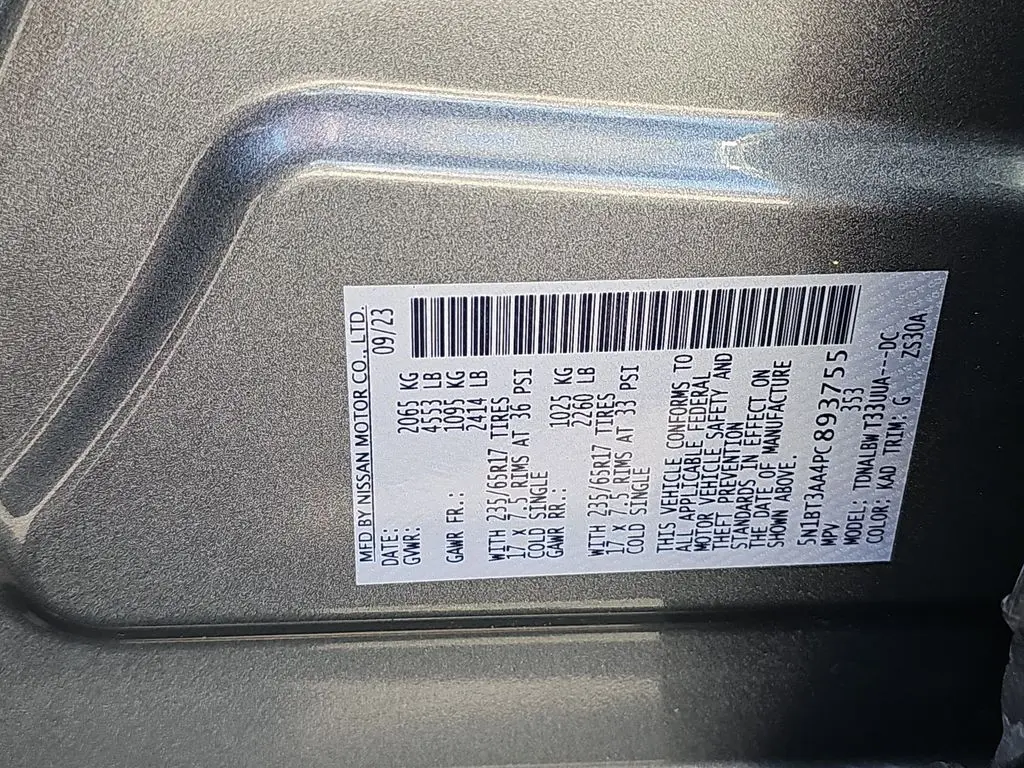 MFD BY NISSAN MOTOR CO., LTD.
DATE: 09/23
GVWR: 2065 KG
4553 LB
GAWR FR.: 1095 KG
2414 LB
WITH 235/65R17 TIRES
17 X 7.5 RIMS AT 36 PSI
COLD SINGLE
GAWR RR.: 1025 KG
2260 LB
WITH 235/65R17 TIRES
17 X 7.5 RIMS AT 33 PSI
COLD SINGLE
THIS VEHICLE CONFORMS TO
ALL APPLICABLE FEDERAL
MOTOR VEHICLE SAFETY AND
THEFT PREVENTION
STANDARDS IN EFFECT ON
THE DATE OF MANUFACTURE
SHOWN ABOVE.
5N1BT3AA4PC893755
MPV 353
MODEL: TDNALBW T33UUA---DC
COLOR: KAD TRIM: G ZS30A